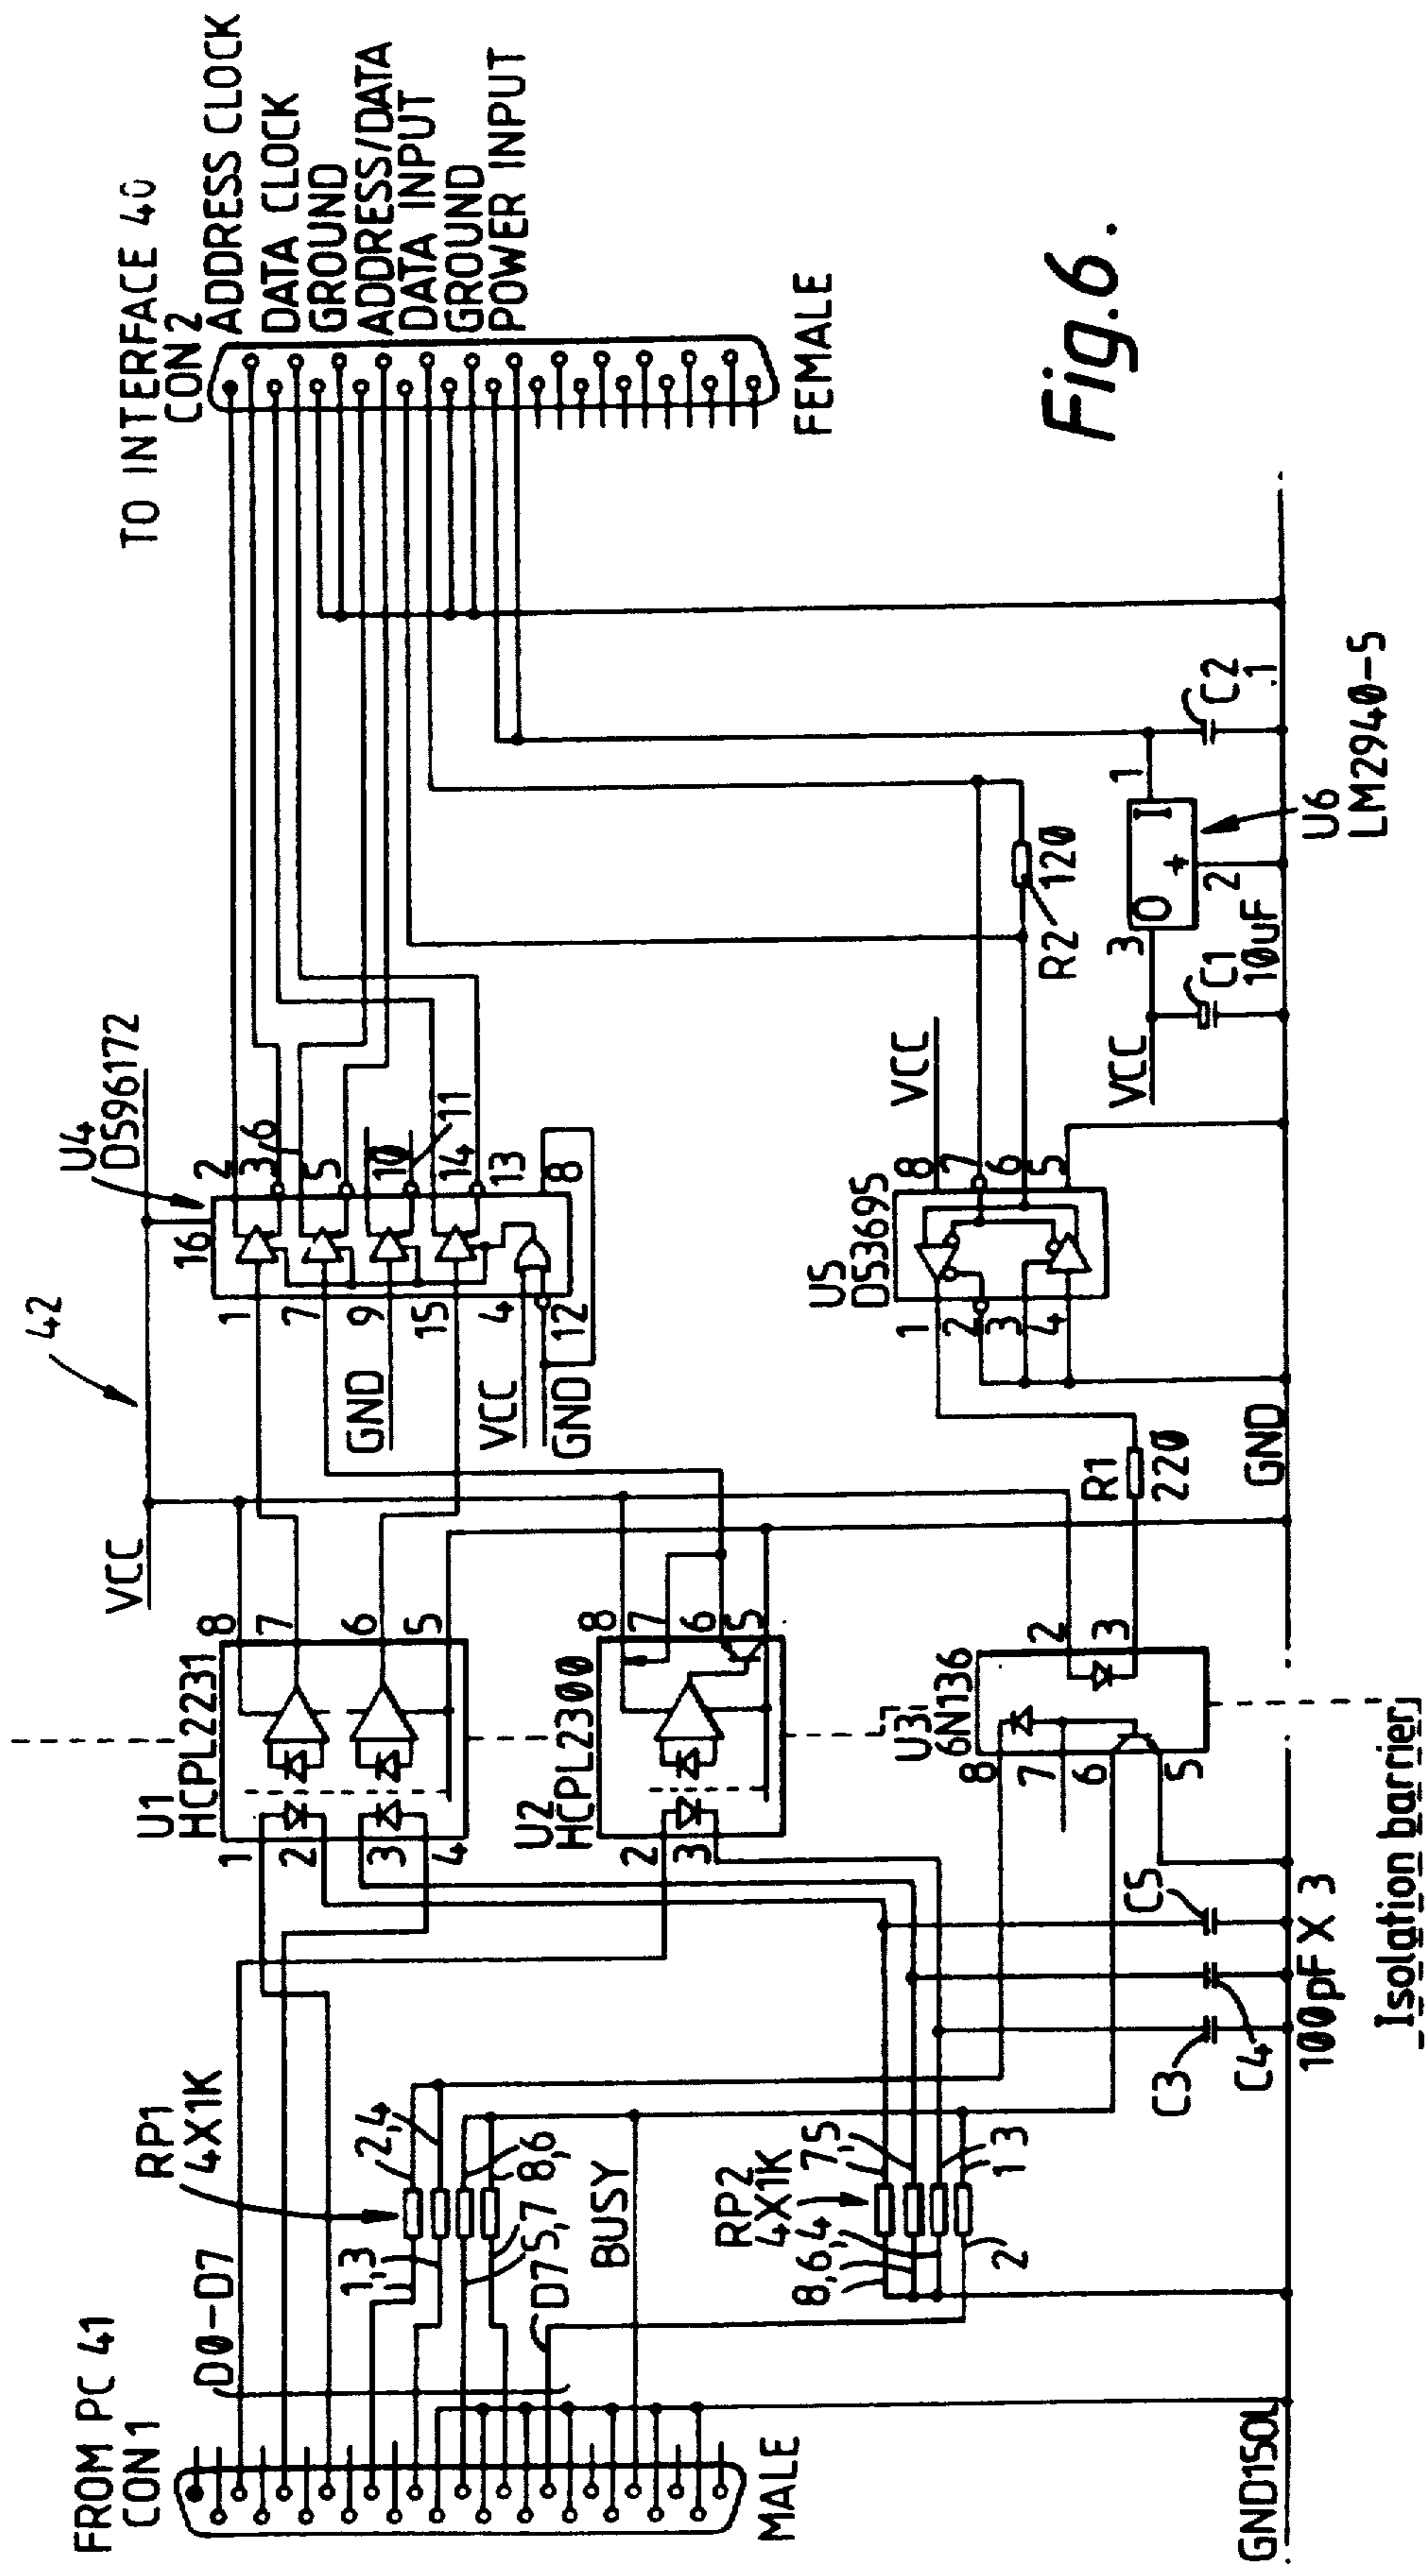 FROM PC 41
CON 1
MALE
D0-D7
RP1
4X1K
1,3
2,4
8,6
5,7
D7
BUSY
RP2
4X1K
8,6,4
7,5
1 3
2
GND1SOL
C3
C4
C5
100pF X 3
Isolation barrier
U1
HCPL2231
1
2
3
4
8
7
6
5
U2
HCPL2300
2
3
8
7
6
5
U3
6N136
8
7
6
5
2
3
VCC
42
R1
220
GND
U4
DS96172
16
1
7
9
15
4
12
GND
VCC
GND
2
3
6
5
10
11
14
13
8
U5
DS3695
1
2
3
4
8
7
6
5
VCC
R2
120
VCC
C1
10uF
3
O
I
1
2
U6
LM2940-5
C2
.1
TO INTERFACE 40
CON 2
ADDRESS CLOCK
DATA CLOCK
GROUND
ADDRESS/DATA
DATA INPUT
GROUND
POWER INPUT
FEMALE
Fig.6.